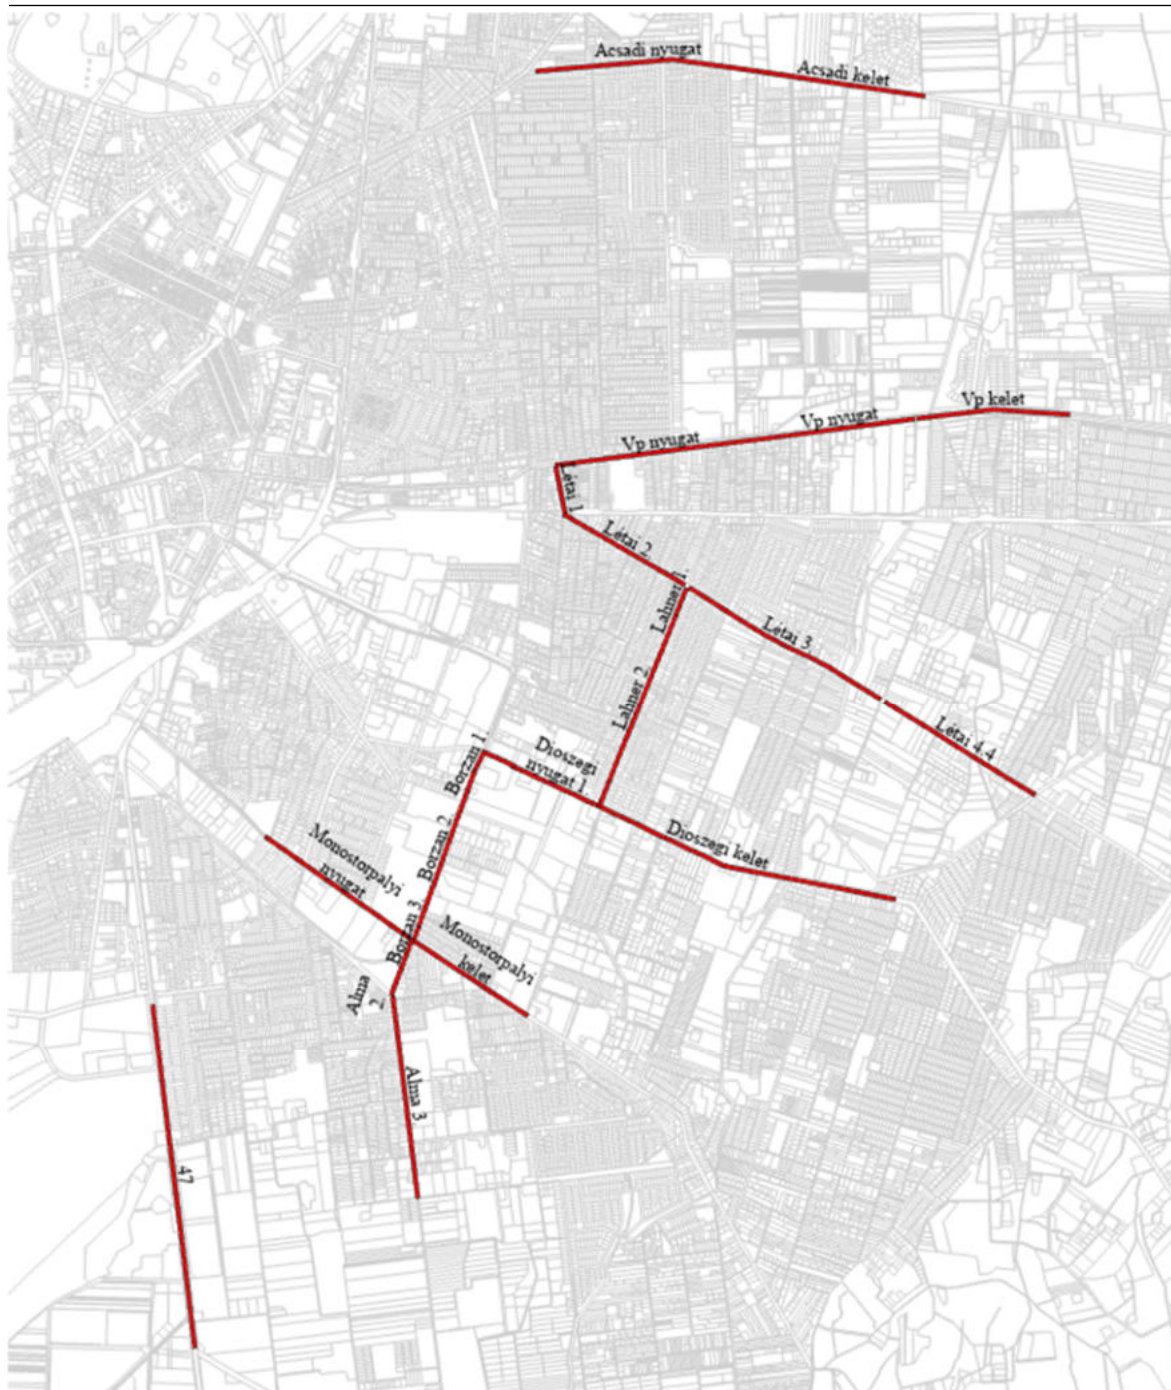 Acsadi nyugat
Acsadi kelet
Vp kelet
Vp nyugat
Vp nyugat
Létai 1
Létai 2.
Lahner 1.
Létai 3.
Lahner 2.
Létai 4.4
Borzan 1.
Dioszegi
nyugat 1.
Borzan 2.
Dioszegi kelet
Monostorpalyi
nyugat
Borzan 3.
Monostorpalyi
kelet
Alma
2.
Alma 3
47